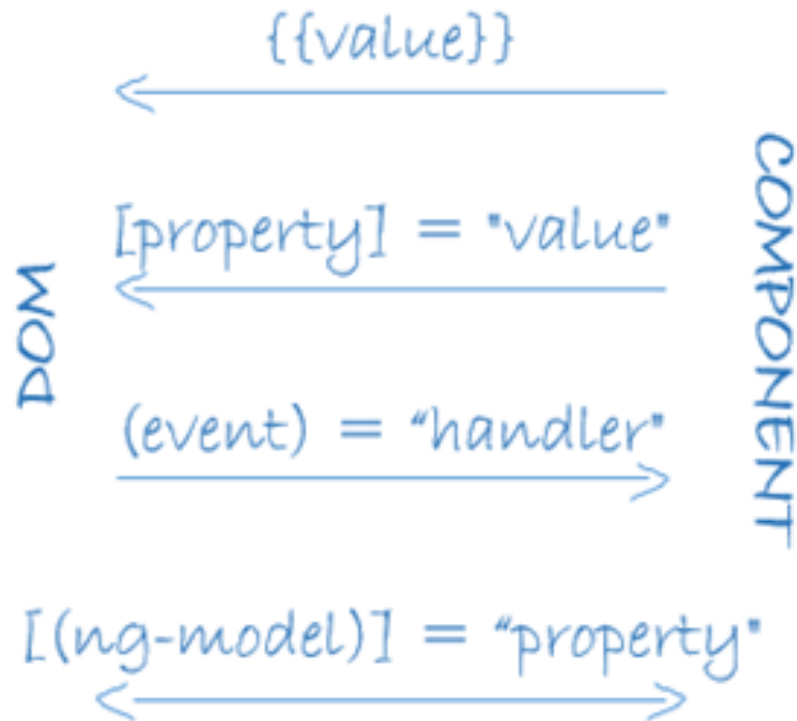 {{value}}
[property] = "value"
DOM
COMPONENT
(event) = “handler"
[(ng-model)] = “property"